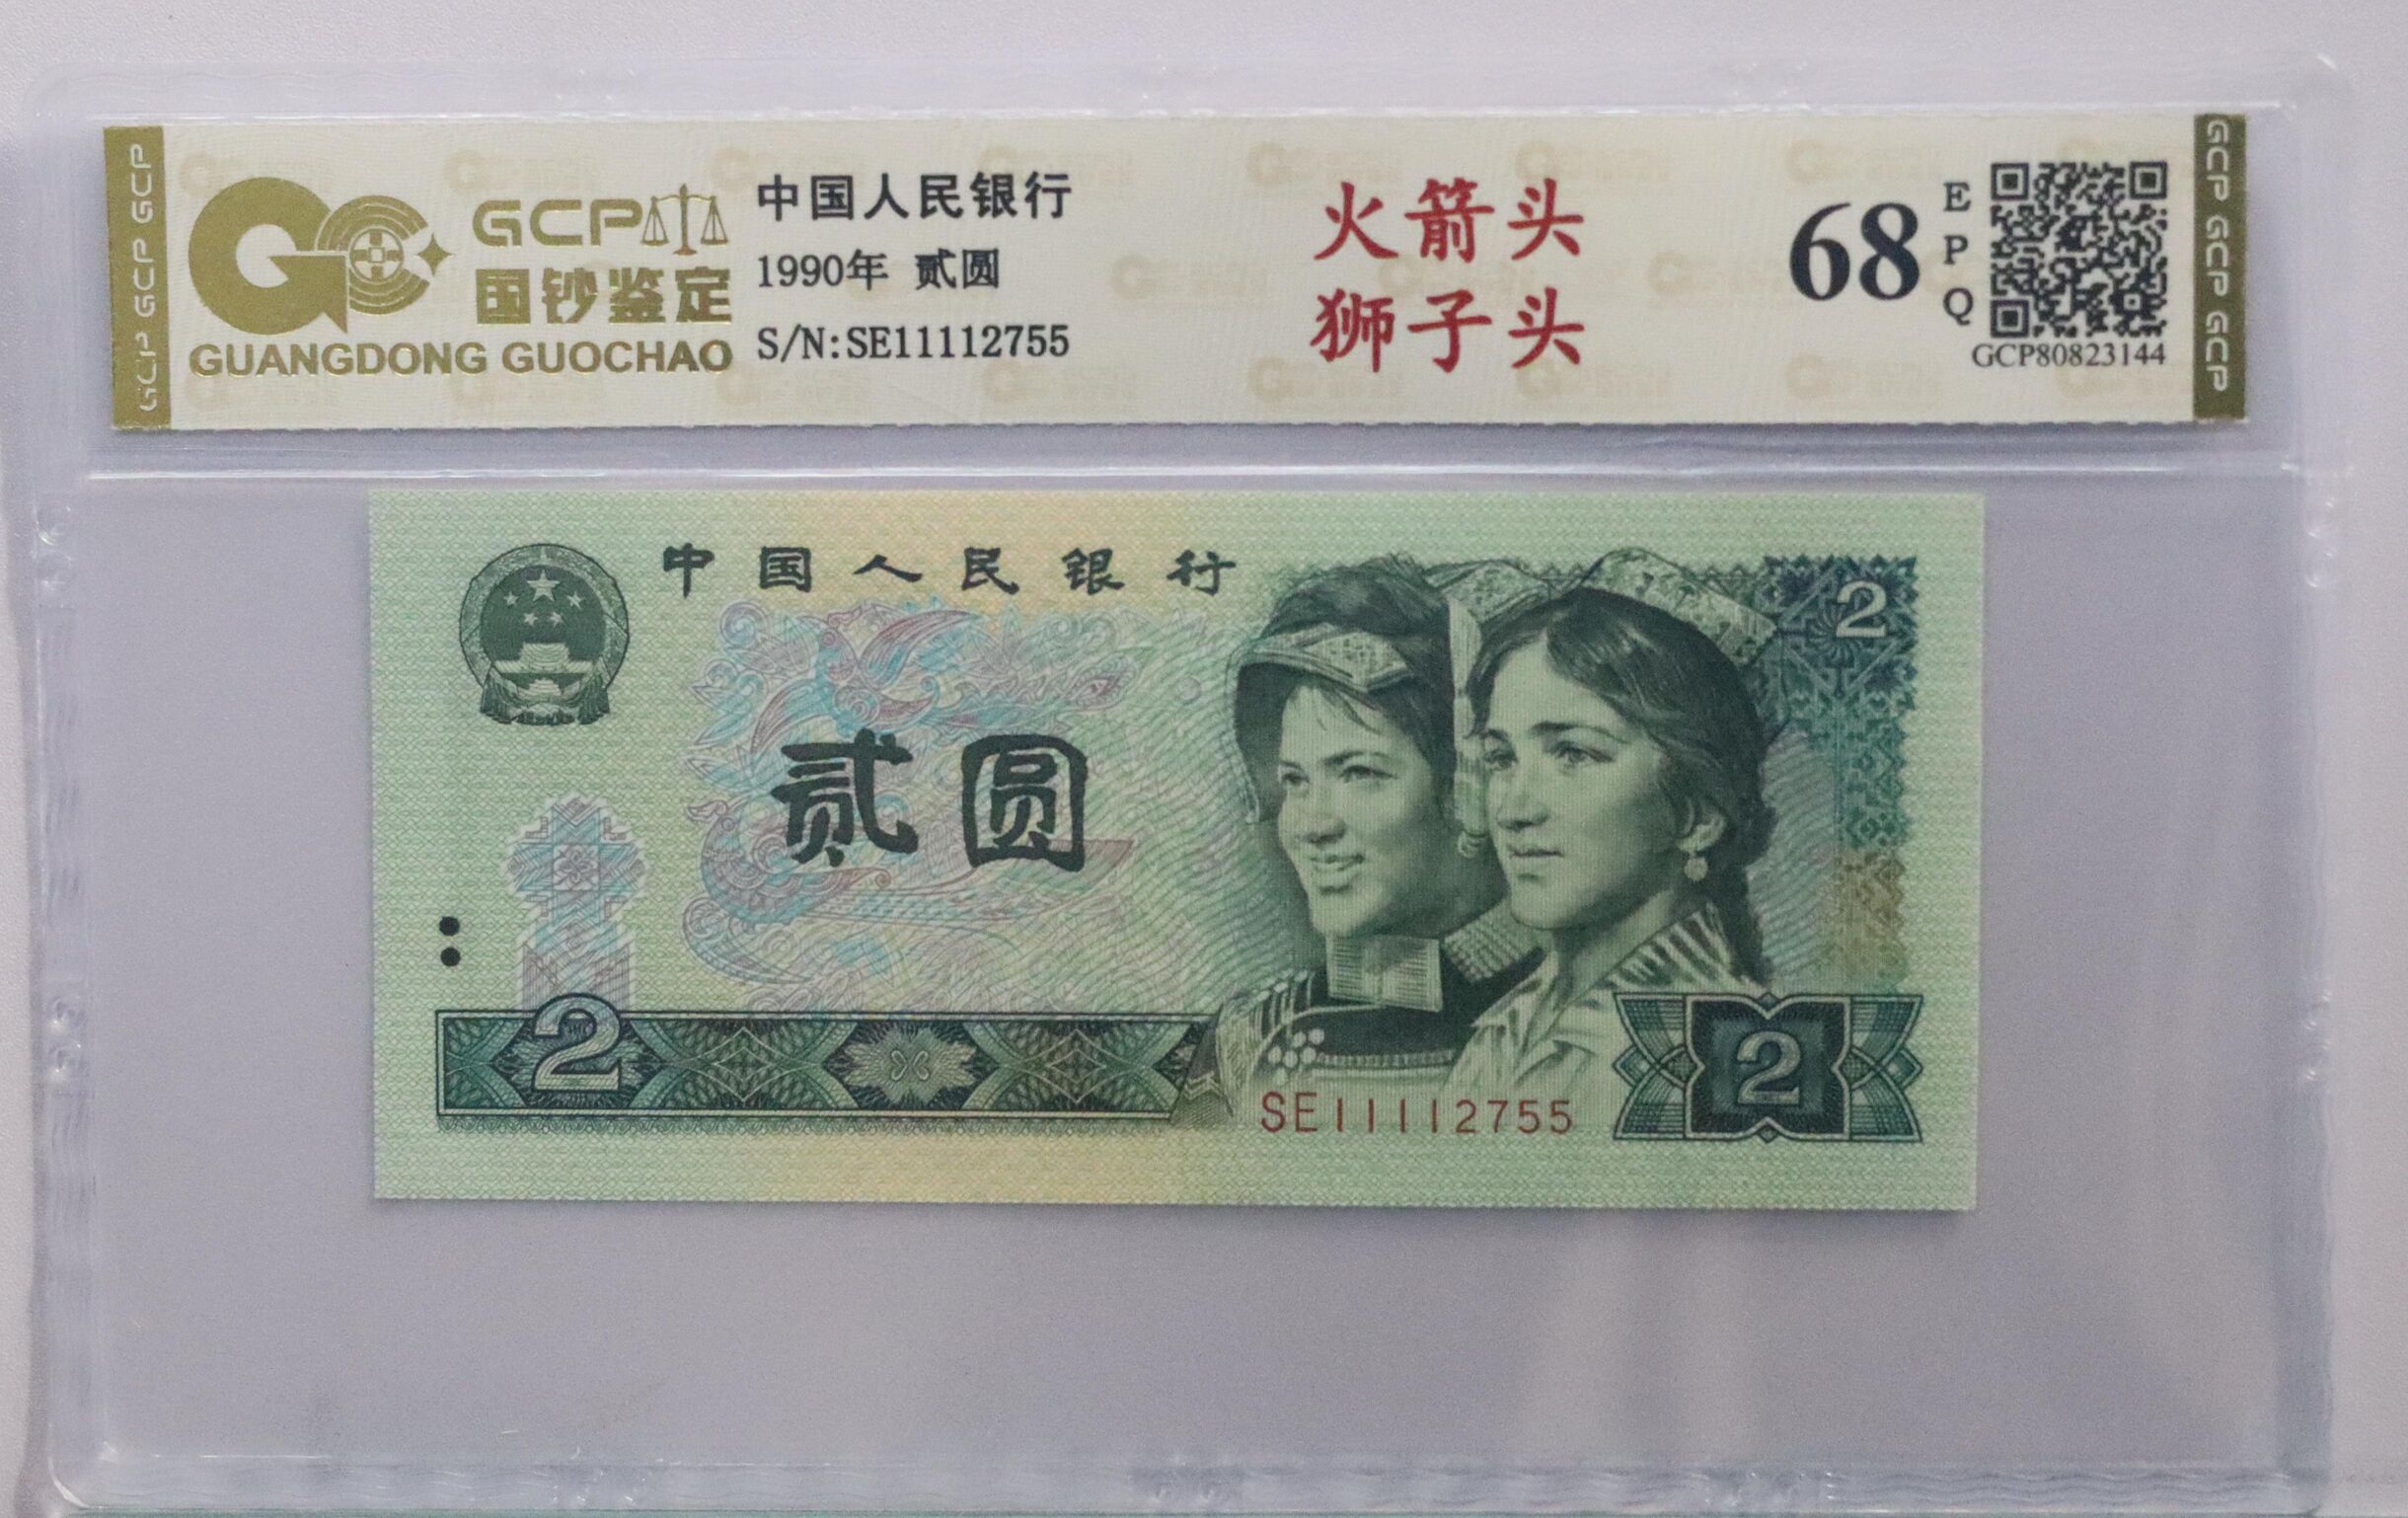 GCP GCP GCP
GCP
国钞鉴定
GUANGDONG GUOCHAO
中国人民银行
1990年 贰圆
S/N:SE11112755
火箭头
狮子头
68
EPQ
GCP80823144
GCP GCP GCP
中国人民银行
2
贰圆
2
SE11112755
2